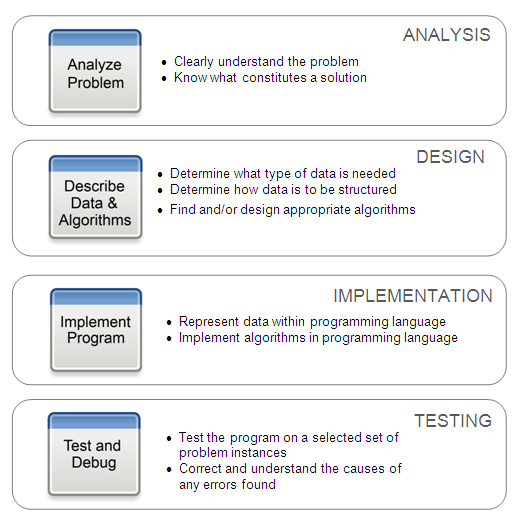 ANALYSIS
Analyze
Problem
• Clearly understand the problem
• Know what constitutes a solution
DESIGN
Describe
Data &
Algorithms
• Determine what type of data is needed
• Determine how data is to be structured
• Find and/or design appropriate algorithms
IMPLEMENTATION
Implement
Program
• Represent data within programming language
• Implement algorithms in programming language
TESTING
Test and
Debug
• Test the program on a selected set of
problem instances
• Correct and understand the causes of
any errors found